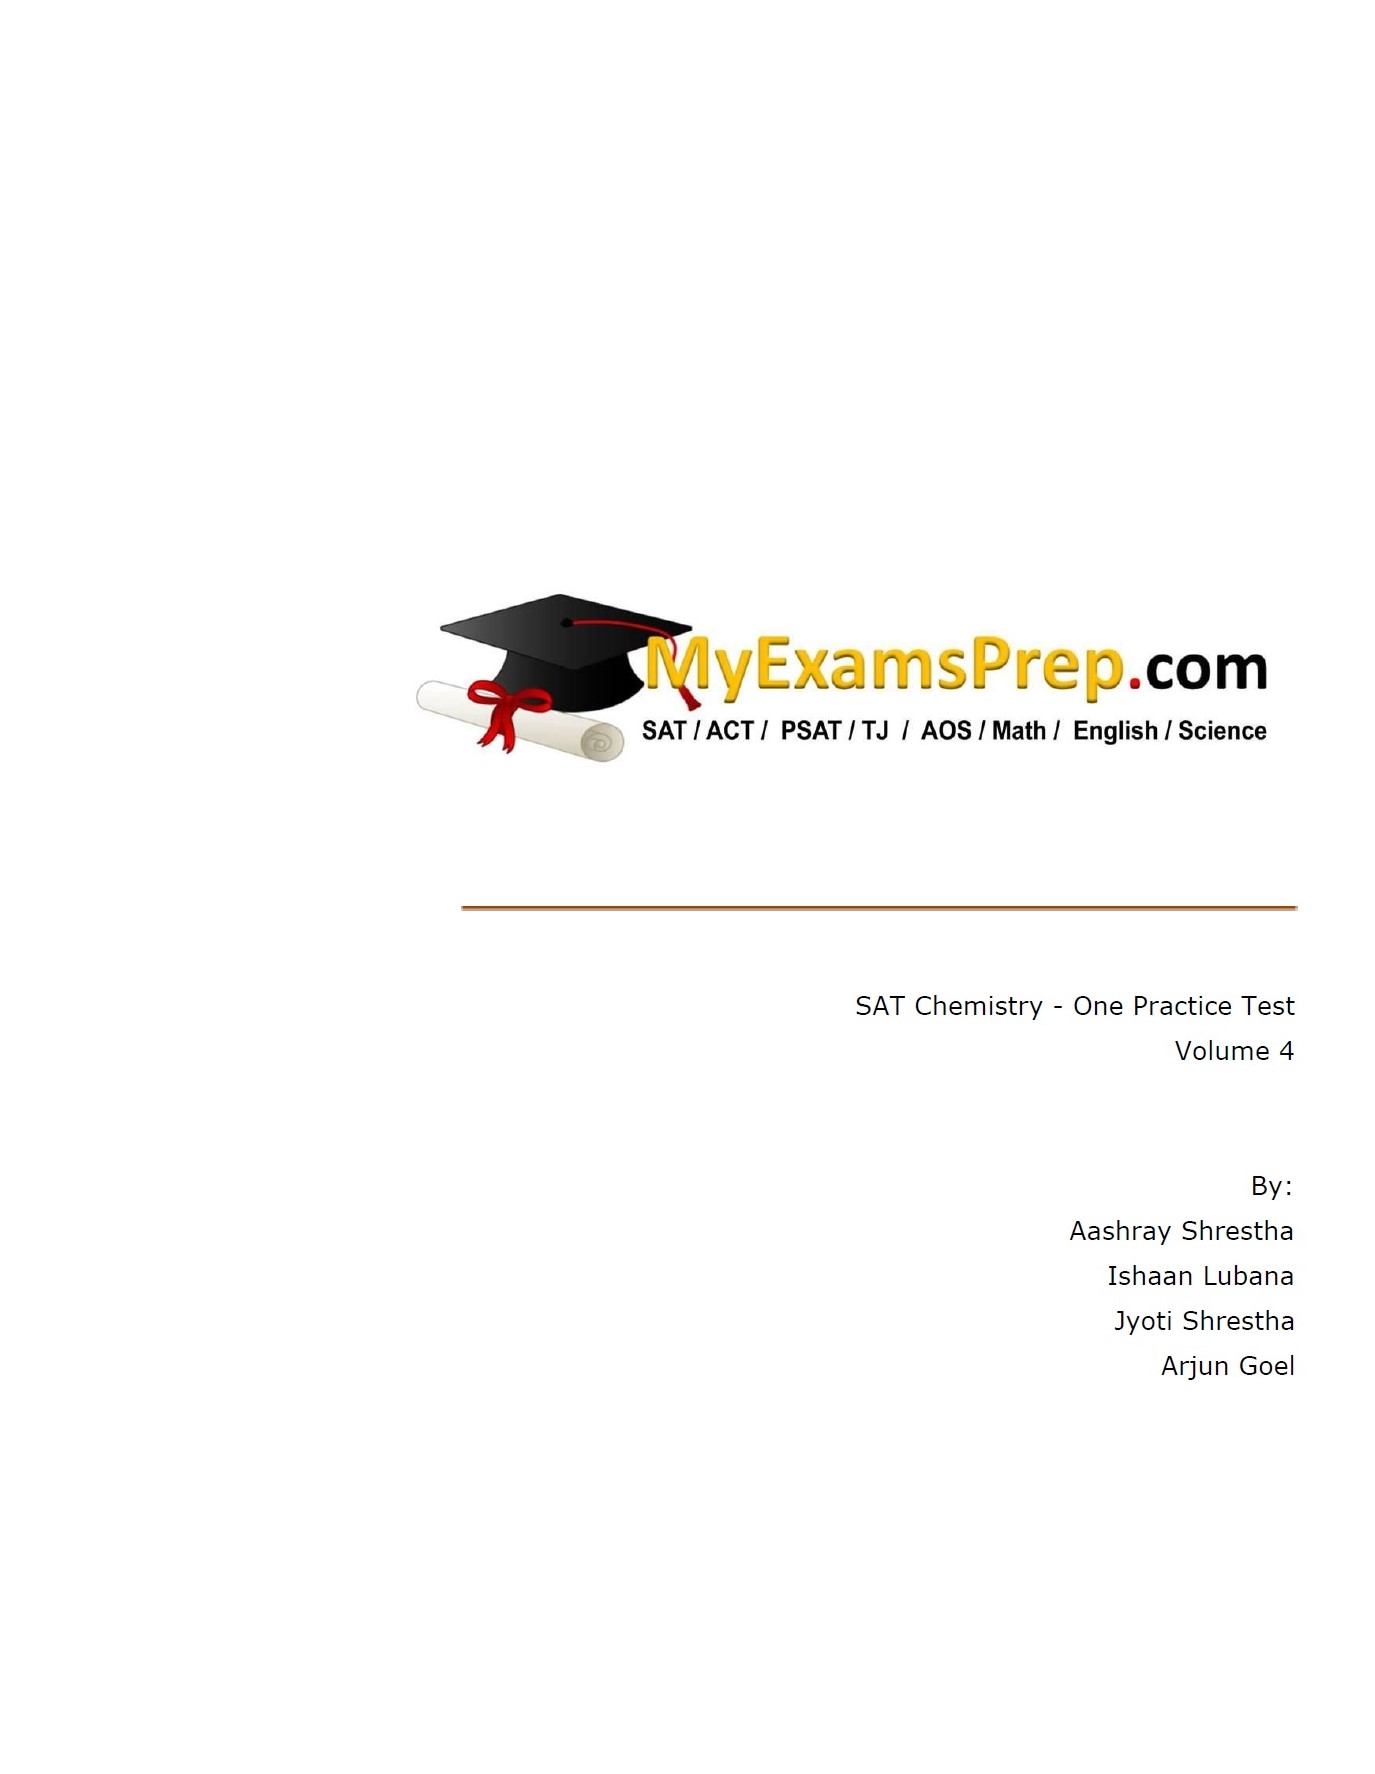 MyExamsPrep.com
SAT / ACT / PSAT / TJ / AOS / Math / English / Science
SAT Chemistry - One Practice Test
Volume 4
By:
Aashray Shrestha
Ishaan Lubana
Jyoti Shrestha
Arjun Goel